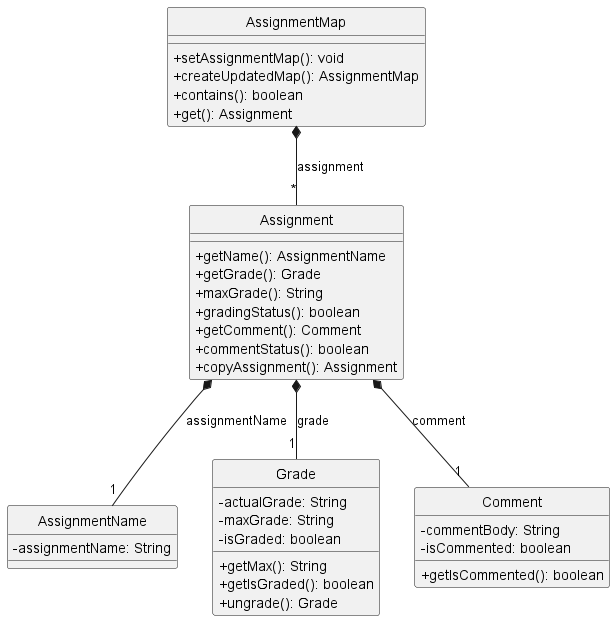 AssignmentMap
+setAssignmentMap(): void
+createUpdatedMap(): AssignmentMap
+contains(): boolean
+get(): Assignment
assignment
*
Assignment
+getName(): AssignmentName
+getGrade(): Grade
+maxGrade(): String
+gradingStatus(): boolean
+getComment(): Comment
+commentStatus(): boolean
+copyAssignment(): Assignment
assignmentName
grade
comment
1
1
1
AssignmentName
-assignmentName: String
Grade
-actualGrade: String
-maxGrade: String
-isGraded: boolean
+getMax(): String
+getIsGraded(): boolean
+ungrade(): Grade
Comment
-commentBody: String
-isCommented: boolean
+getIsCommented(): boolean